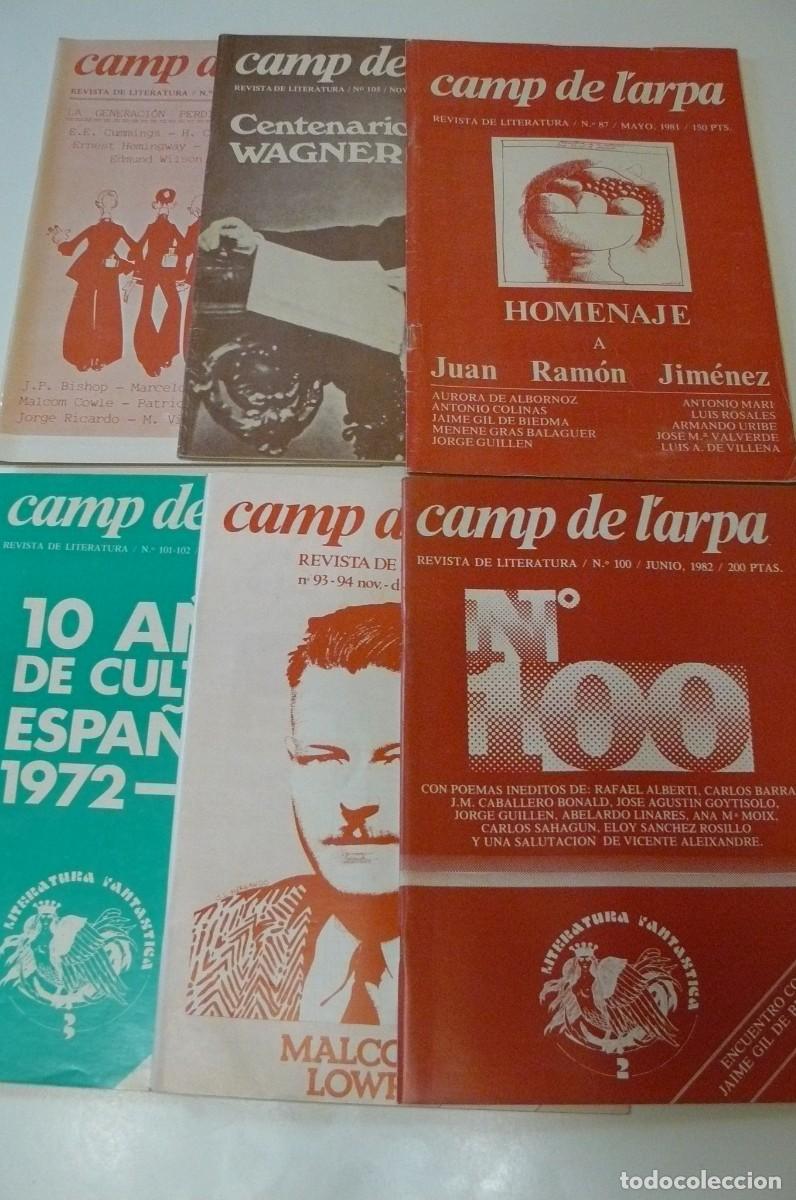 camp d
REVISTA DE LITERATURA / N.º
LA GENERACIÓN PERDI
E.E. Cummings - H. C
Ernest Hemingway -
Edmund Wilson
J.P. Bishop - Marcelo
Malcom Cowle - Patric
Jorge Ricardo - M. Vi
camp de
REVISTA DE LITERATURA / Nº 105 / NOV
Centenario
WAGNER
camp de l'arpa
REVISTA DE LITERATURA / N.º 87 / MAYO, 1981 / 150 PTS.
HOMENAJE
A
Juan Ramón Jiménez
AURORA DE ALBORNOZ
ANTONIO COLINAS
JAIME GIL DE BIEDMA
MENENE GRAS BALAGUER
JORGE GUILLEN
ANTONIO MARI
LUIS ROSALES
ARMANDO URIBE
JOSÉ M.ª VALVERDE
LUIS A. DE VILLENA
camp de
REVISTA DE LITERATURA / N.º 101-102 /
10 AÑ
DE CULT
ESPAÑ
1972-
LITERATURA FANTASTICA
3
camp d
REVISTA DE
nº 93-94 nov.-d
MALCO
LOWR
camp de l'arpa
REVISTA DE LITERATURA / N.º 100 / JUNIO, 1982 / 200 PTAS.
Nº
100
CON POEMAS INEDITOS DE: RAFAEL ALBERTI, CARLOS BARRA
J.M. CABALLERO BONALD, JOSE AGUSTIN GOYTISOLO,
JORGE GUILLEN, ABELARDO LINARES, ANA Mª MOIX,
CARLOS SAHAGUN, ELOY SANCHEZ ROSILLO
Y UNA SALUTACION DE VICENTE ALEIXANDRE.
LITERATURA FANTASTICA
2
ENCUENTRO CO
JAIME GIL DE B
todocoleccion